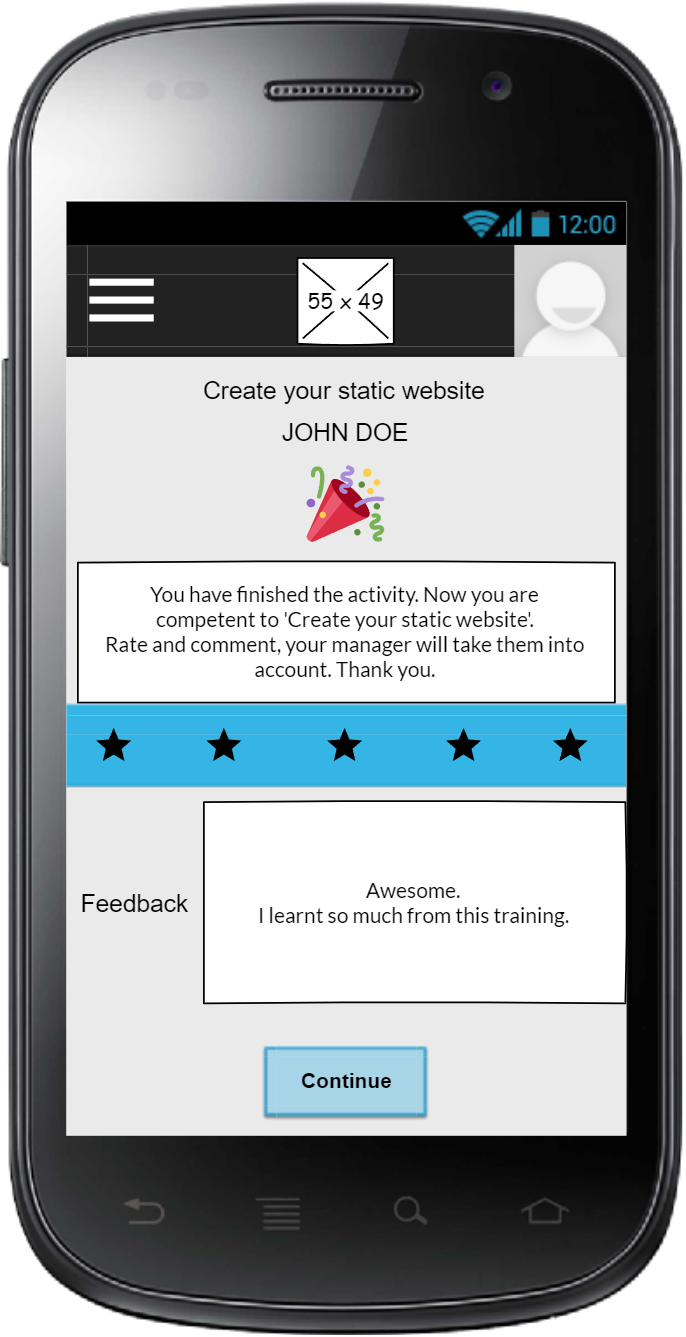 12:00
55 x 49
Create your static website
JOHN DOE
You have finished the activity. Now you are
competent to 'Create your static website'.
Rate and comment, your manager will take them into
account. Thank you.
Feedback
Awesome.
I learnt so much from this training.
Continue